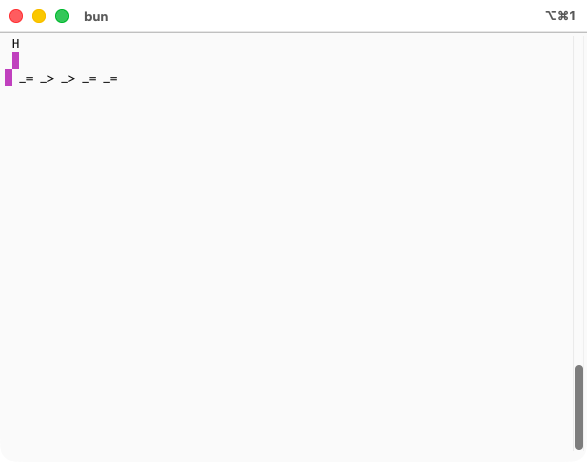 bun
⌥⌘1
H
_= _> _> _= _=